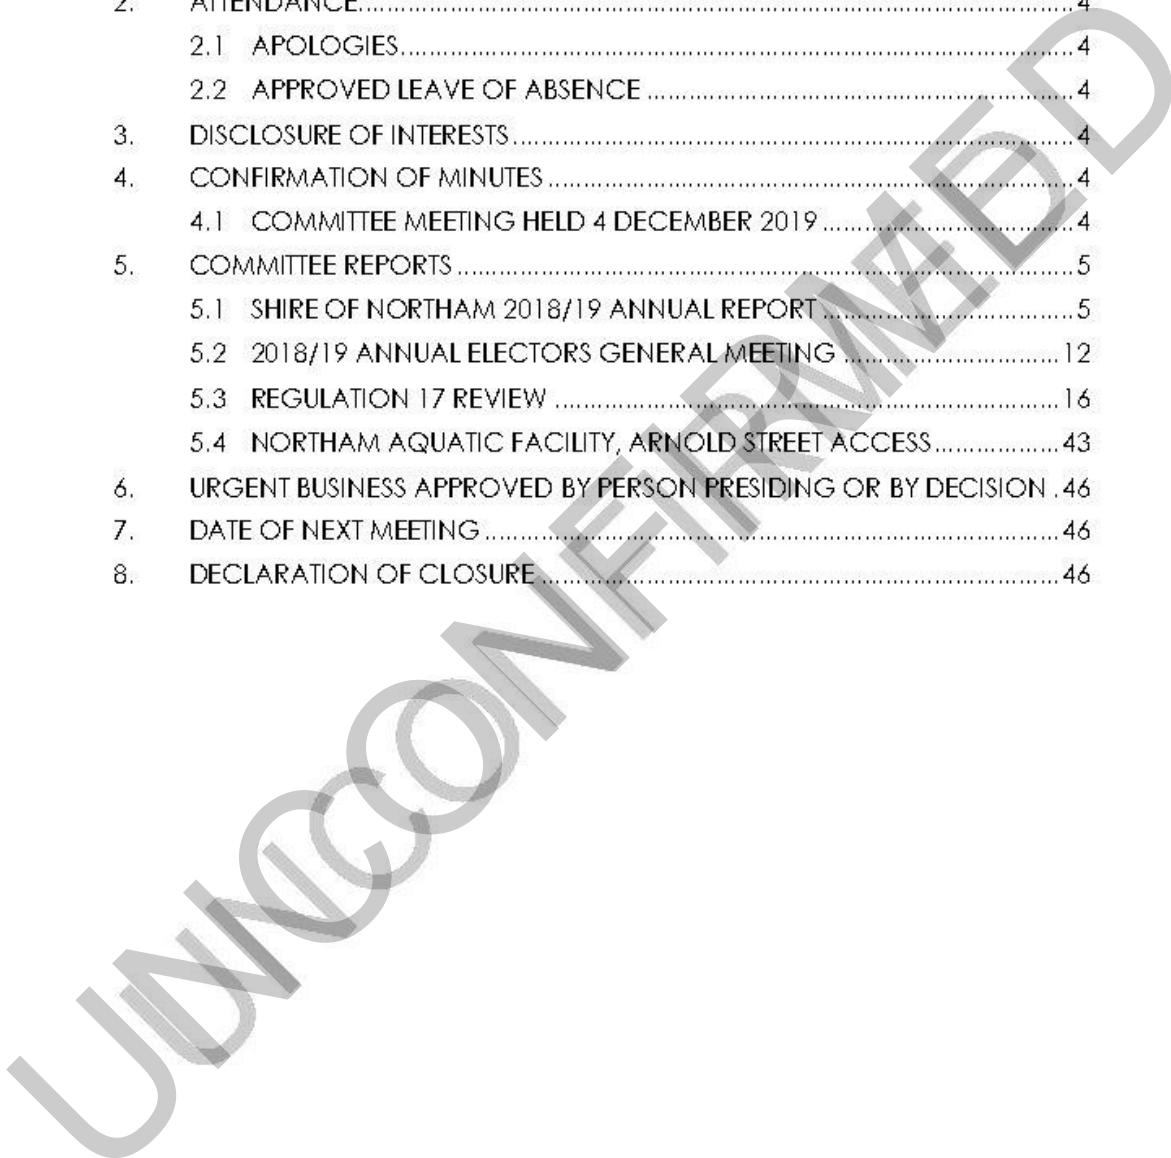 2. ATTENDANCE 4
2.1 APOLOGIES 4
2.2 APPROVED LEAVE OF ABSENCE 4
3. DISCLOSURE OF INTERESTS 4
4. CONFIRMATION OF MINUTES 4
4.1 COMMITTEE MEETING HELD 4 DECEMBER 2019 4
5. COMMITTEE REPORTS 5
5.1 SHIRE OF NORTHAM 2018/19 ANNUAL REPORT 5
5.2 2018/19 ANNUAL ELECTORS GENERAL MEETING 12
5.3 REGULATION 17 REVIEW 16
5.4 NORTHAM AQUATIC FACILITY, ARNOLD STREET ACCESS 43
6. URGENT BUSINESS APPROVED BY PERSON PRESIDING OR BY DECISION . 46
7. DATE OF NEXT MEETING 46
8. DECLARATION OF CLOSURE 46
UNCONFIRMED